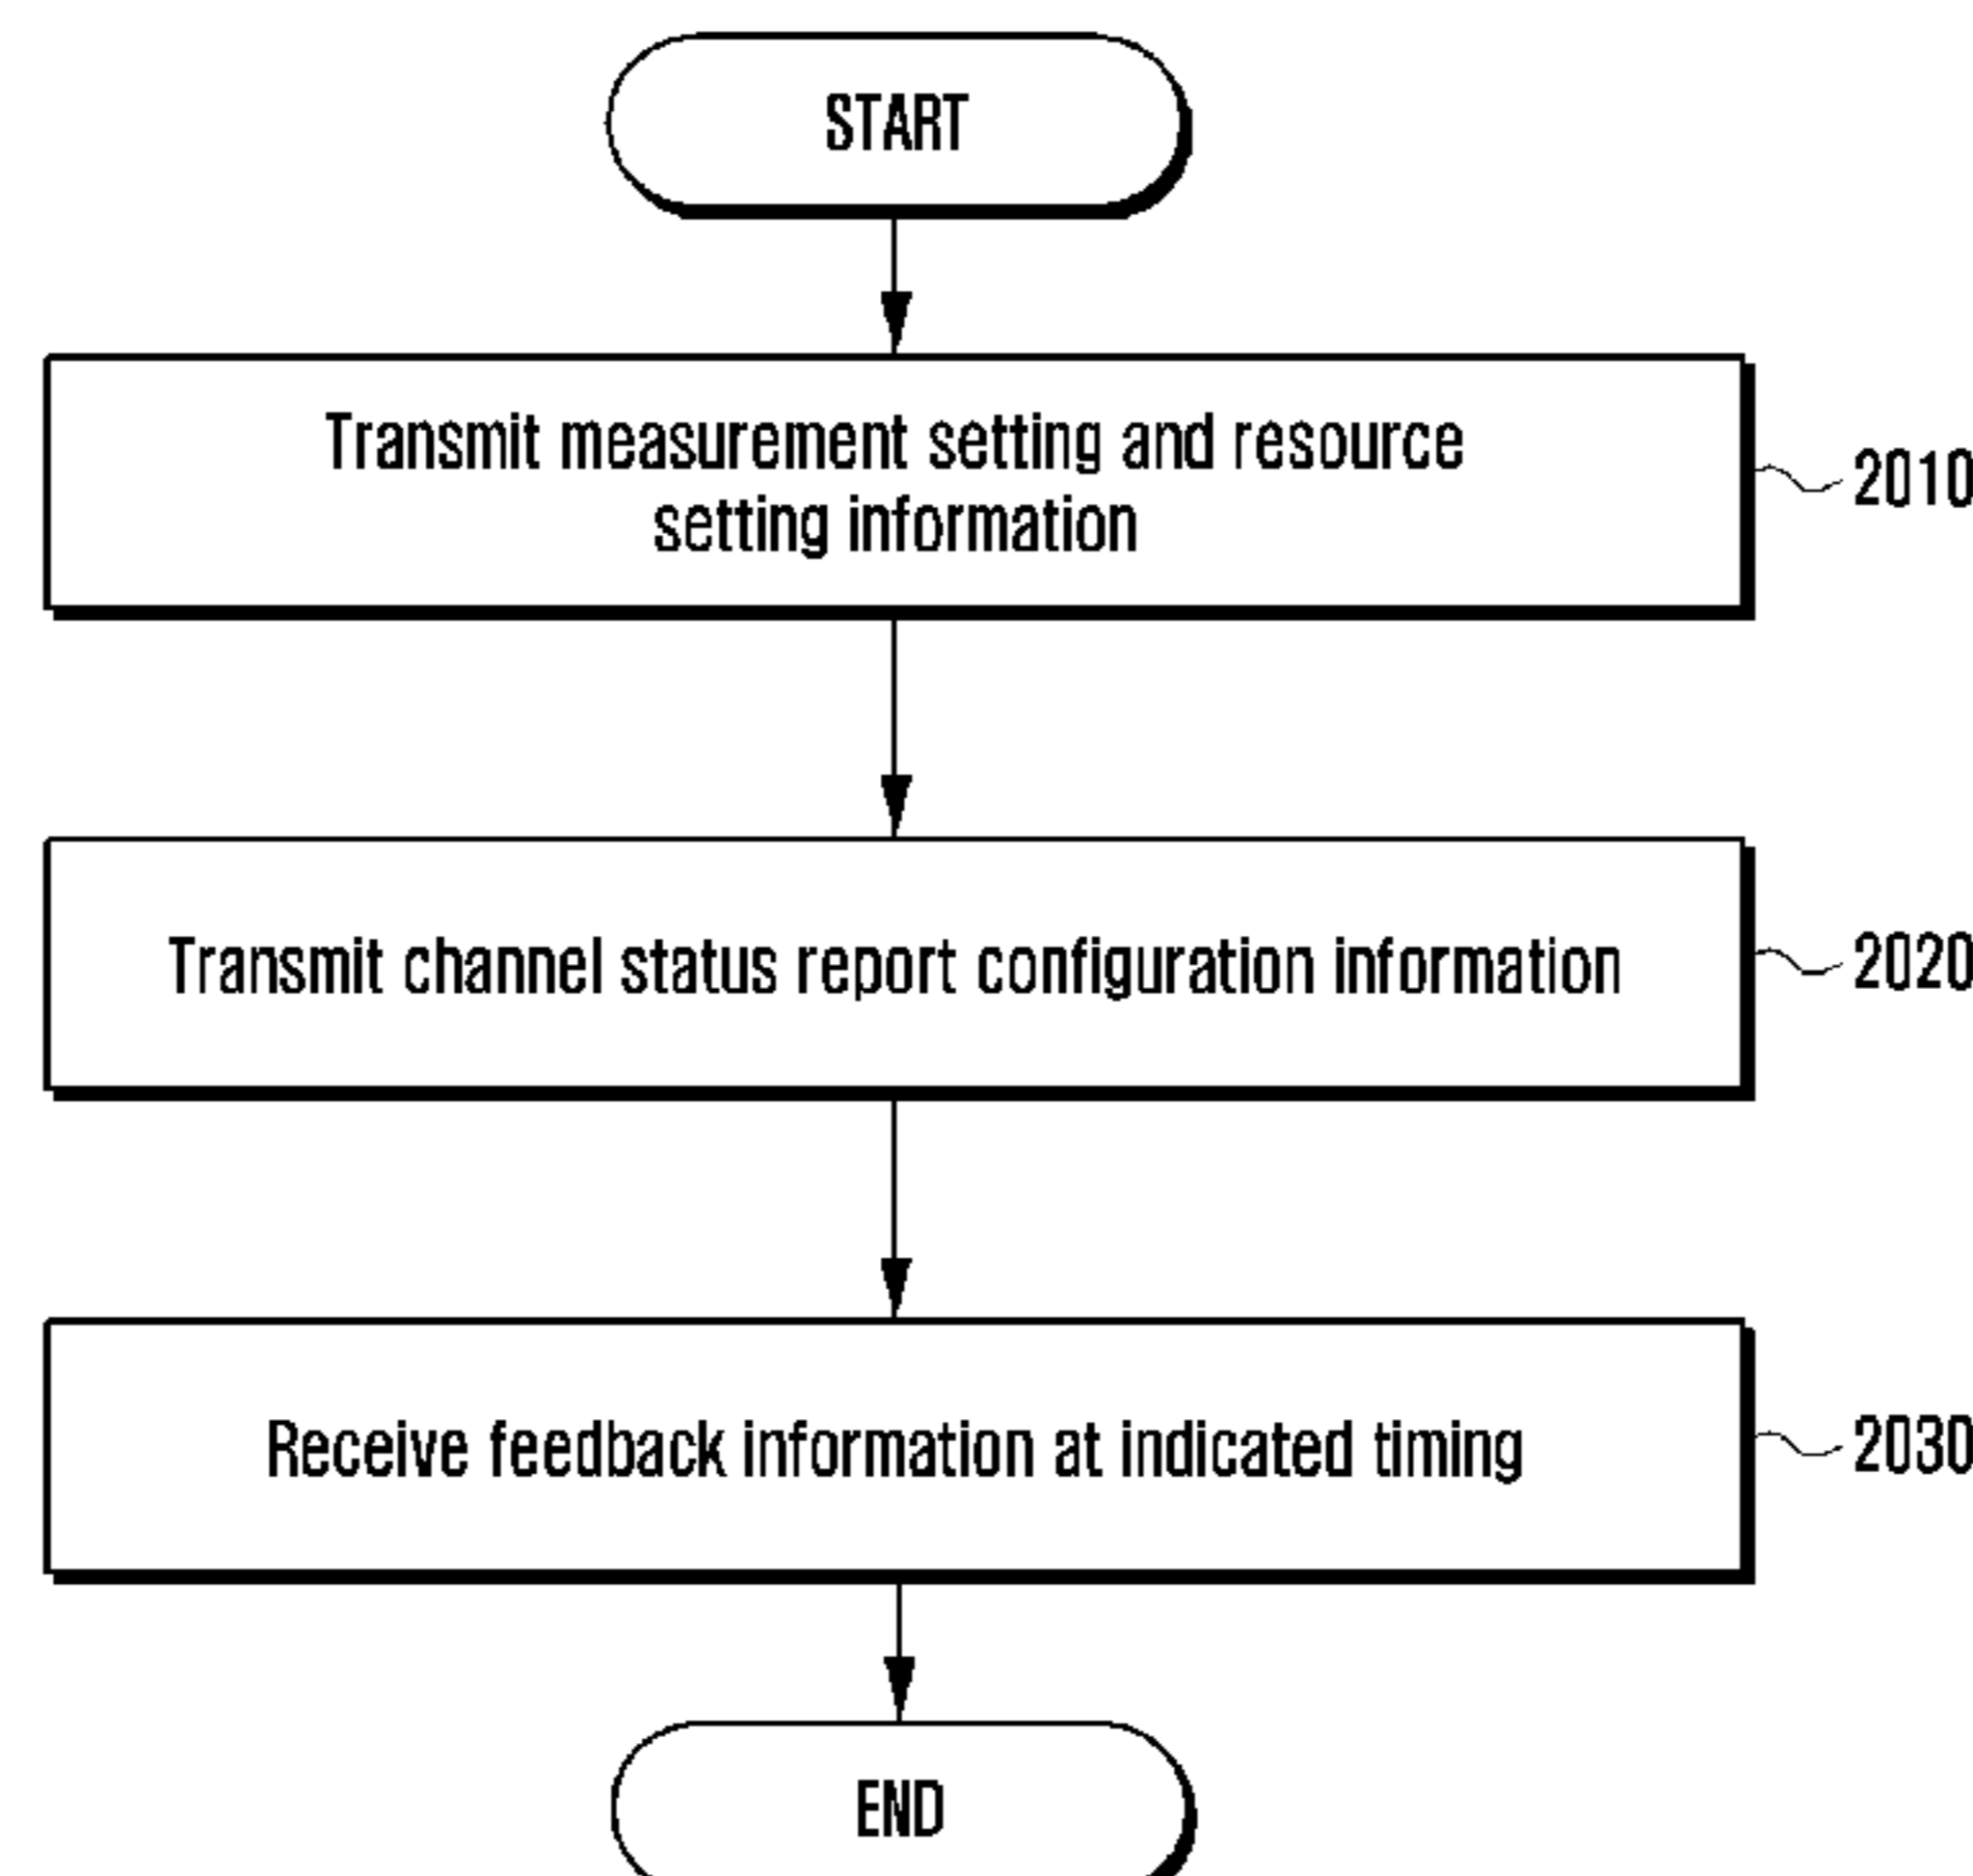 START
Transmit measurement setting and resource
setting information
2010
Transmit channel status report configuration information
2020
Receive feedback information at indicated timing
2030
END